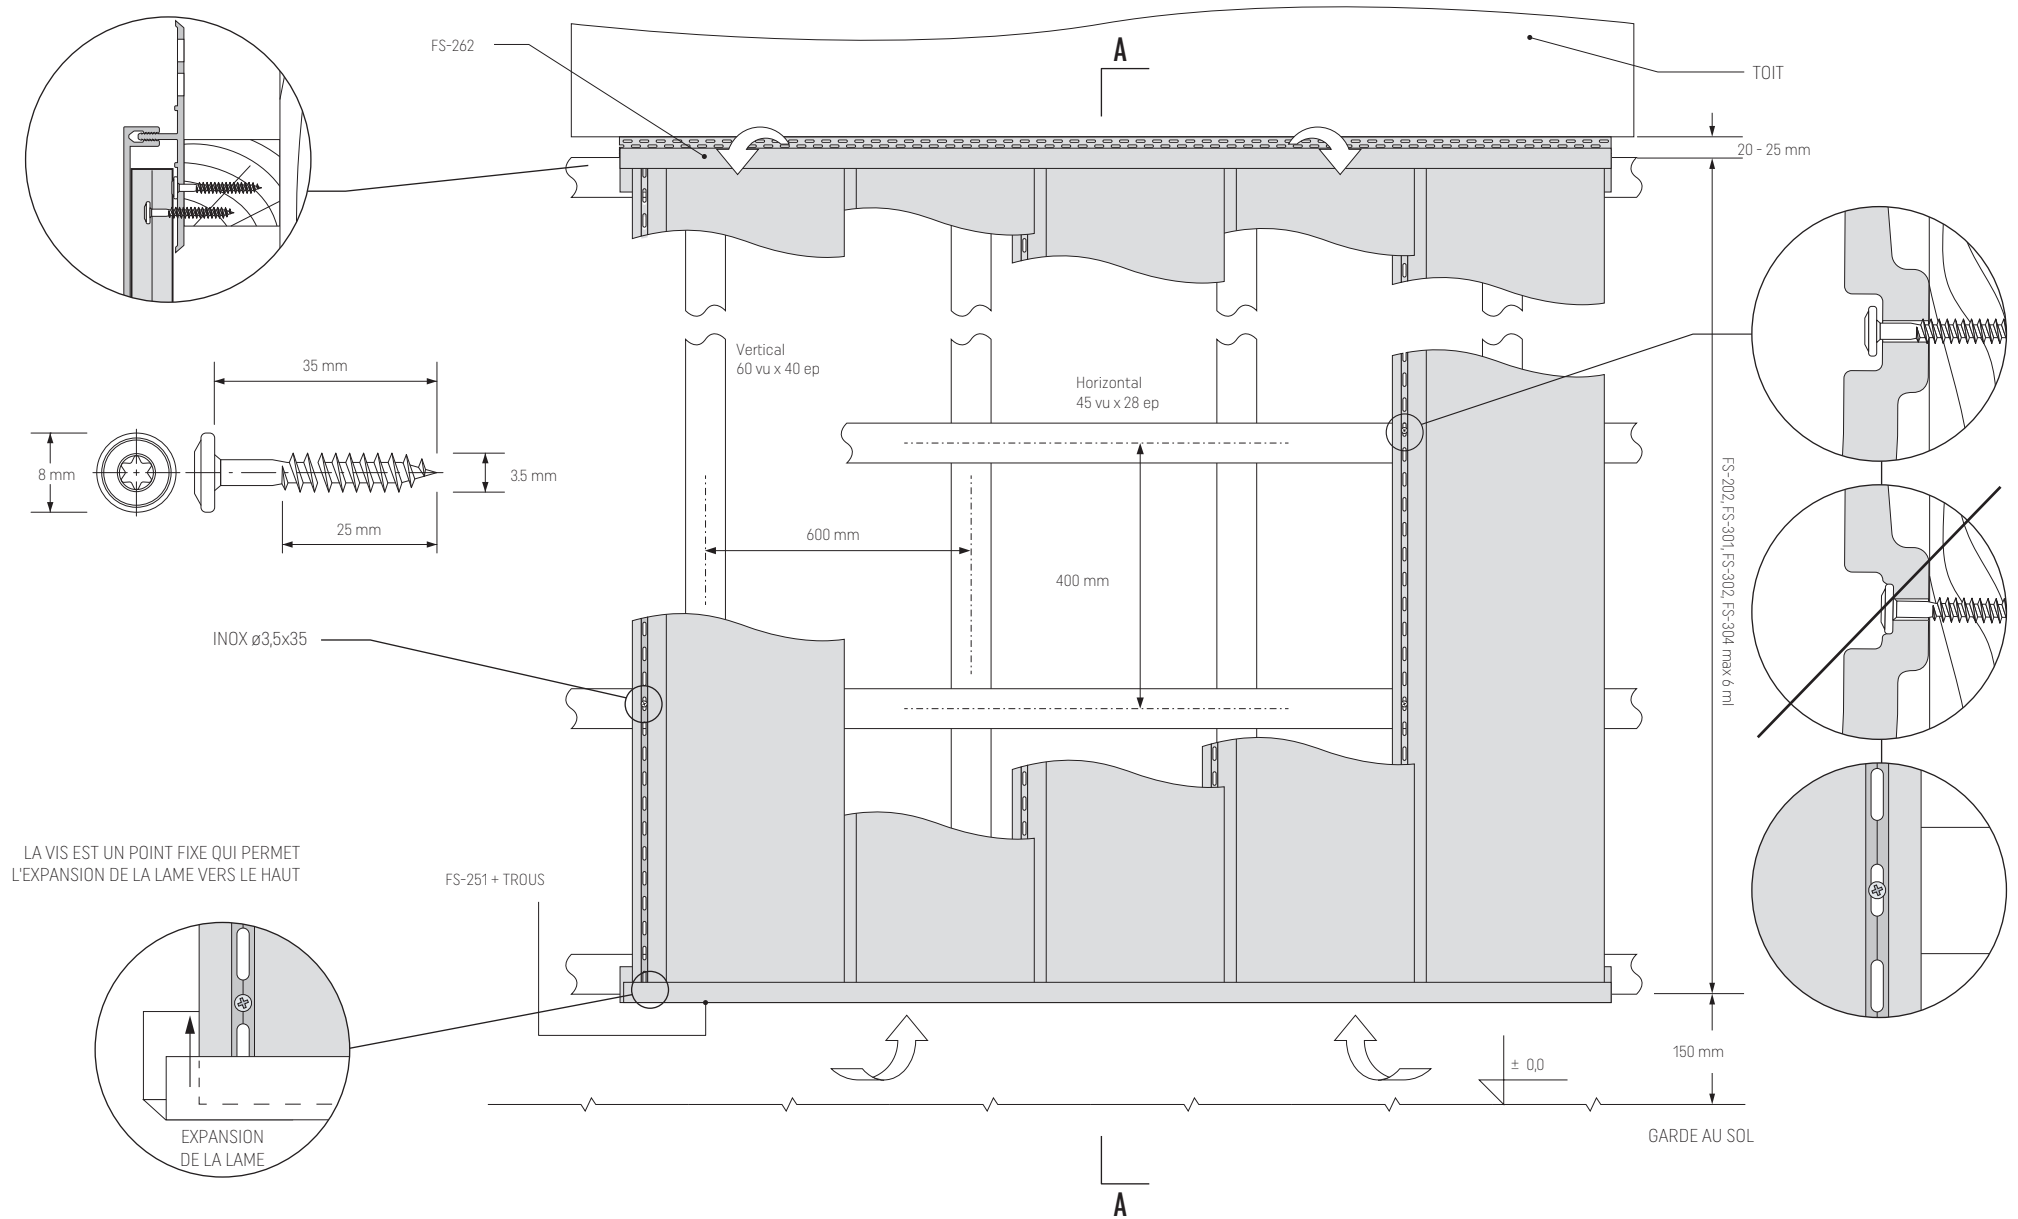 FS-262
A
TOIT
20 - 25 mm
35 mm
Vertical
60 vu x 40 ep
Horizontal
45 vu x 28 ep
8 mm
3.5 mm
25 mm
600 mm
400 mm
FS-202, FS-301, FS-302, FS-304 max 6 ml
INOX ø3,5x35
LA VIS EST UN POINT FIXE QUI PERMET
L'EXPANSION DE LA LAME VERS LE HAUT
FS-251 + TROUS
150 mm
± 0,0
EXPANSION
DE LA LAME
GARDE AU SOL
A